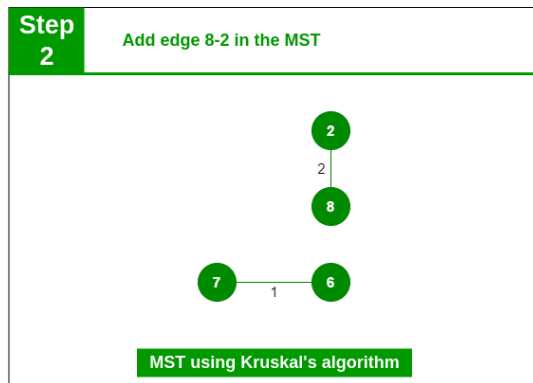 Step
2
Add edge 8-2 in the MST
2
2
8
7
6
1
MST using Kruskal's algorithm